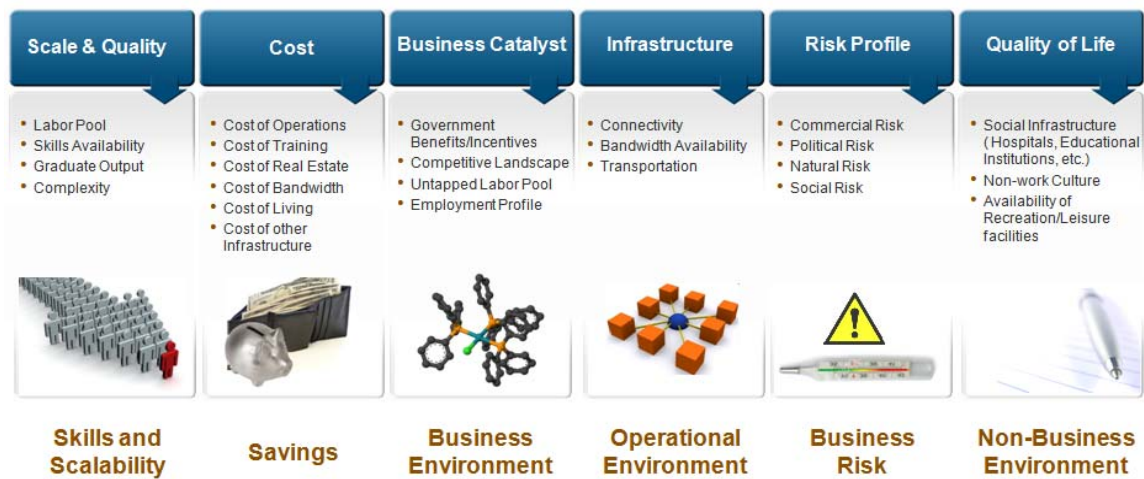 Scale & Quality
Cost
Business Catalyst
Infrastructure
Risk Profile
Quality of Life
• Labor Pool
• Skills Availability
• Graduate Output
• Complexity
• Cost of Operations
• Cost of Training
• Cost of Real Estate
• Cost of Bandwidth
• Cost of Living
• Cost of other
Infrastructure
• Government
Benefits/Incentives
• Competitive Landscape
• Untapped Labor Pool
• Employment Profile
• Connectivity
• Bandwidth Availability
• Transportation
• Commercial Risk
• Political Risk
• Natural Risk
• Social Risk
• Social Infrastructure
( Hospitals, Educational
Institutions, etc.)
• Non-work Culture
• Availability of
Recreation/Leisure
facilities
Skills and
Scalability
Savings
Business
Environment
Operational
Environment
Business
Risk
Non-Business
Environment